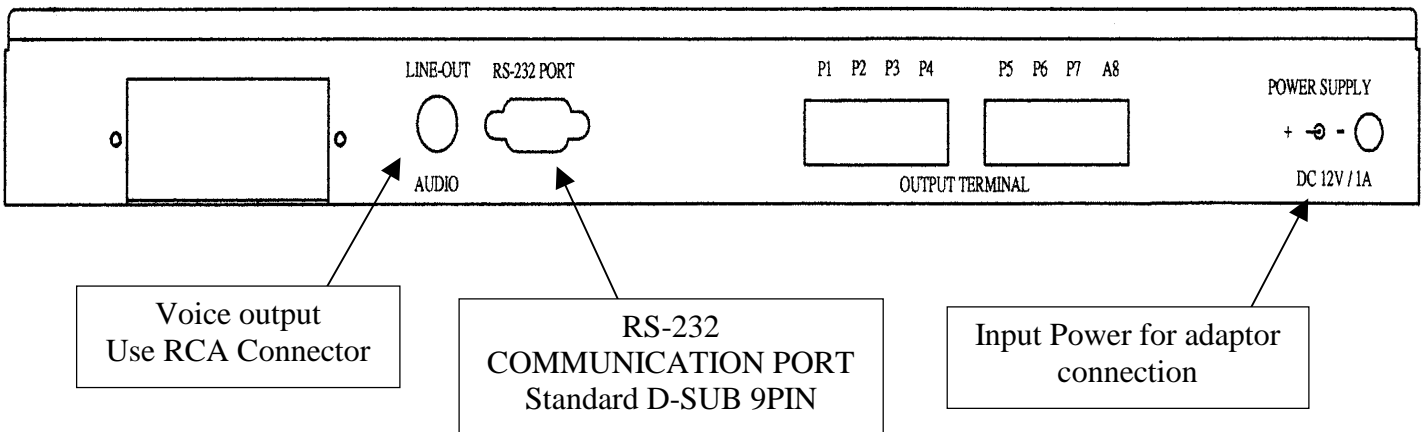 LINE-OUT RS-232 PORT P1 P2 P3 P4 P5 P6 P7 A8
POWER SUPPLY
+ -
AUDIO OUTPUT TERMINAL DC 12V / 1A
Voice output
Use RCA Connector
RS-232
COMMUNICATION PORT
Standard D-SUB 9PIN
Input Power for adaptor
connection